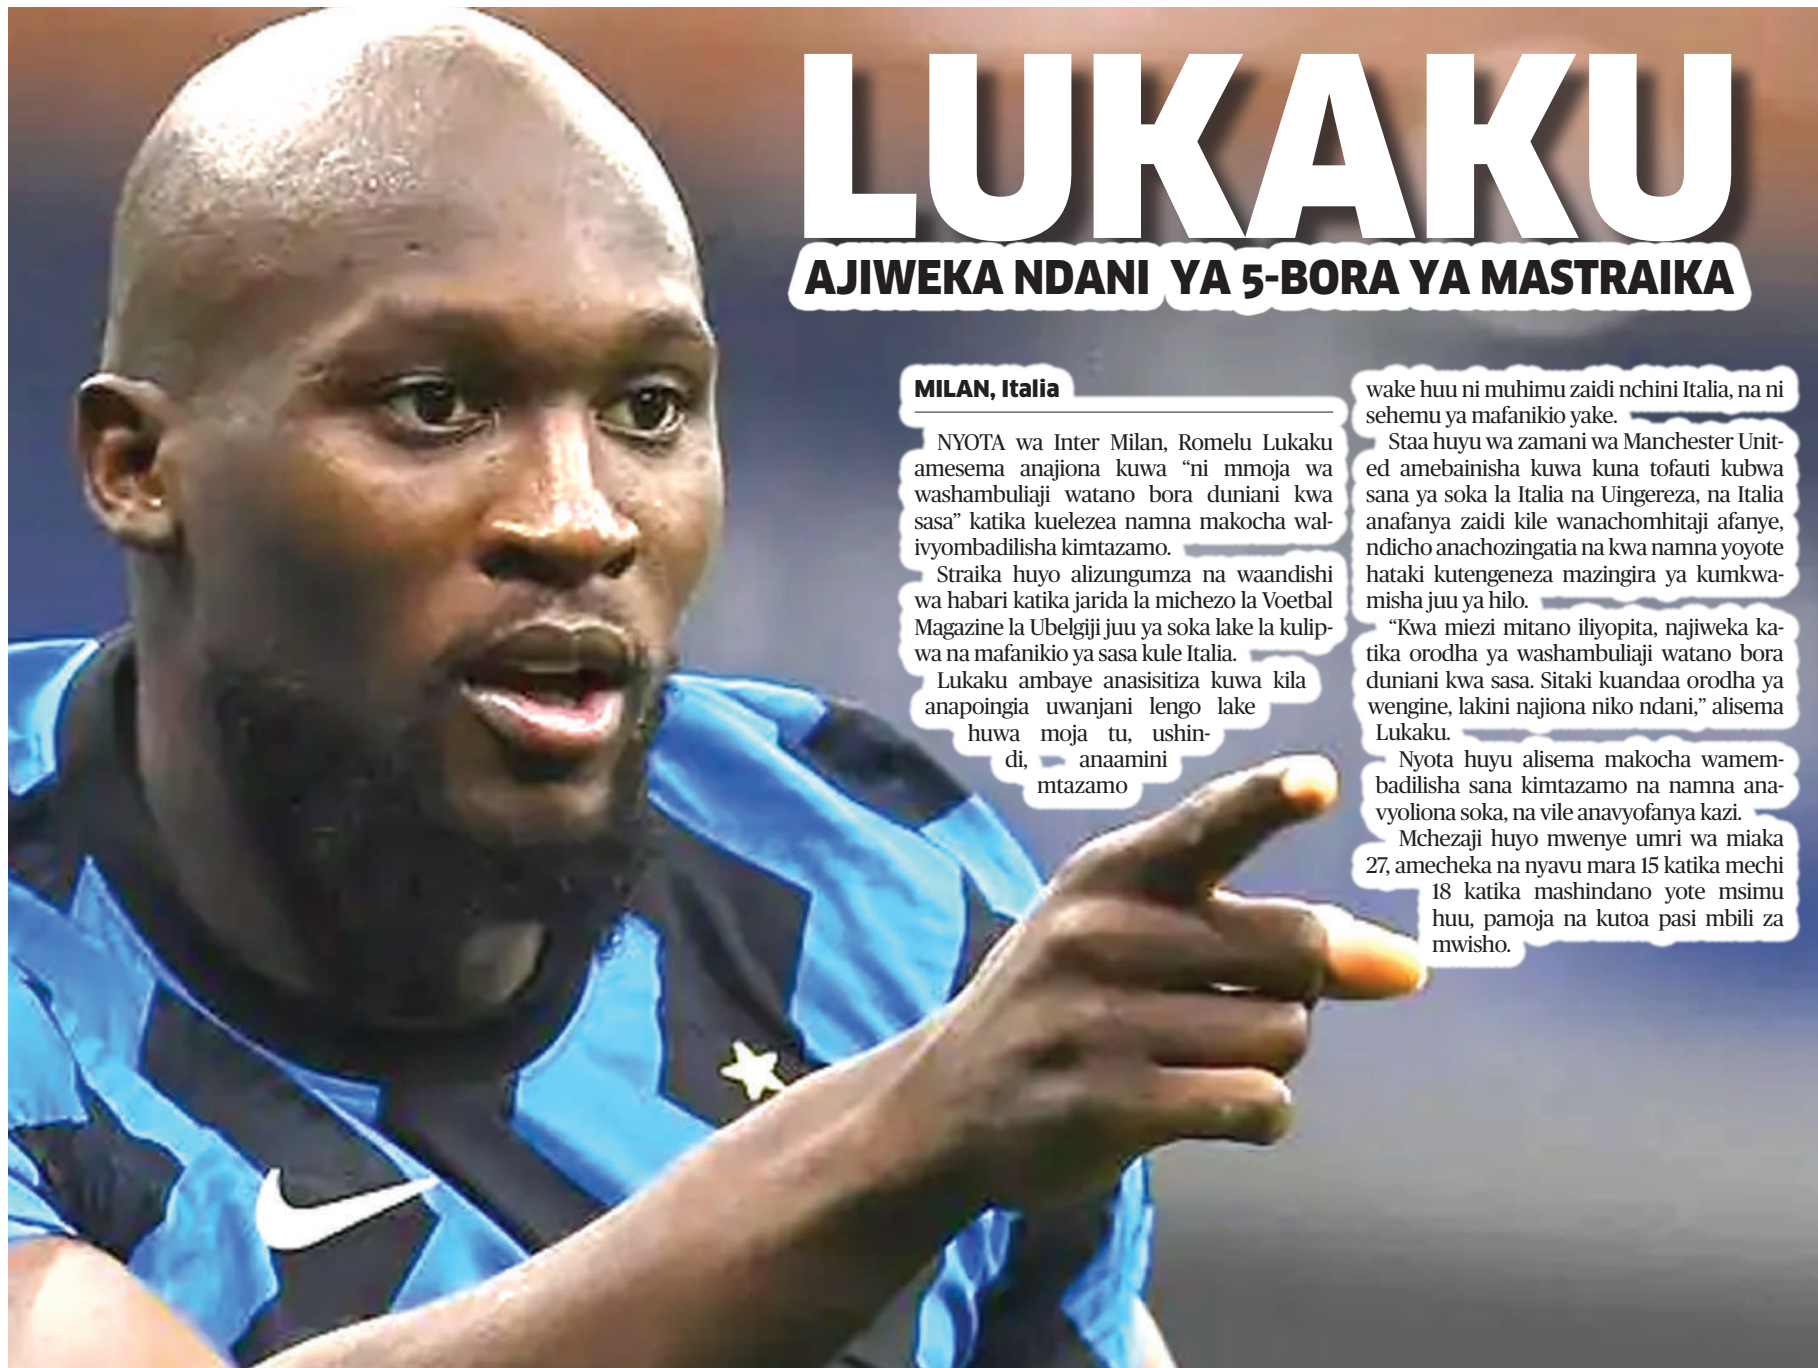 LUKAKU
AJIWEKA NDANI YA 5-BORA YA MASTRAIKA
MILAN, Italia
NYOTA wa Inter Milan, Romelu Lukaku
amesema anajiona kuwa “ni mmoja wa
washambuliaji watano bora duniani kwa
sasa” katika kuelezea namna makocha wal-
ivyombadilisha kimtazamo.
Straika huyo alizungumza na waandishi
wa habari katika jarida la michezo la Voetbal
Magazine la Ubelgiji juu ya soka lake la kulip-
wa na mafanikio ya sasa kule Italia.
Lukaku ambaye anasisitiza kuwa kila
anapoingia uwanjani lengo lake
huwa moja tu, ushin-
di, anaamini
mtazamo
wake huu ni muhimu zaidi nchini Italia, na ni
sehemu ya mafanikio yake.
Staa huyu wa zamani wa Manchester Unit-
ed amebainisha kuwa kuna tofauti kubwa
sana ya soka la Italia na Uingereza, na Italia
anafanya zaidi kile wanachomhitaji afanye,
ndicho anachozingatia na kwa namna yoyote
hataki kutengeneza mazingira ya kumkwa-
misha juu ya hilo.
“Kwa miezi mitano iliyopita, najiweka ka-
tika orodha ya washambuliaji watano bora
duniani kwa sasa. Sitaki kuandaa orodha ya
wengine, lakini najiona niko ndani,” alisema
Lukaku.
Nyota huyu alisema makocha wamem-
badilisha sana kimtazamo na namna ana-
vyoliona soka, na vile anavyofanya kazi.
Mchezaji huyo mwenye umri wa miaka
27, amecheka na nyavu mara 15 katika mechi
18 katika mashindano yote msimu
huu, pamoja na kutoa pasi mbili za
mwisho.